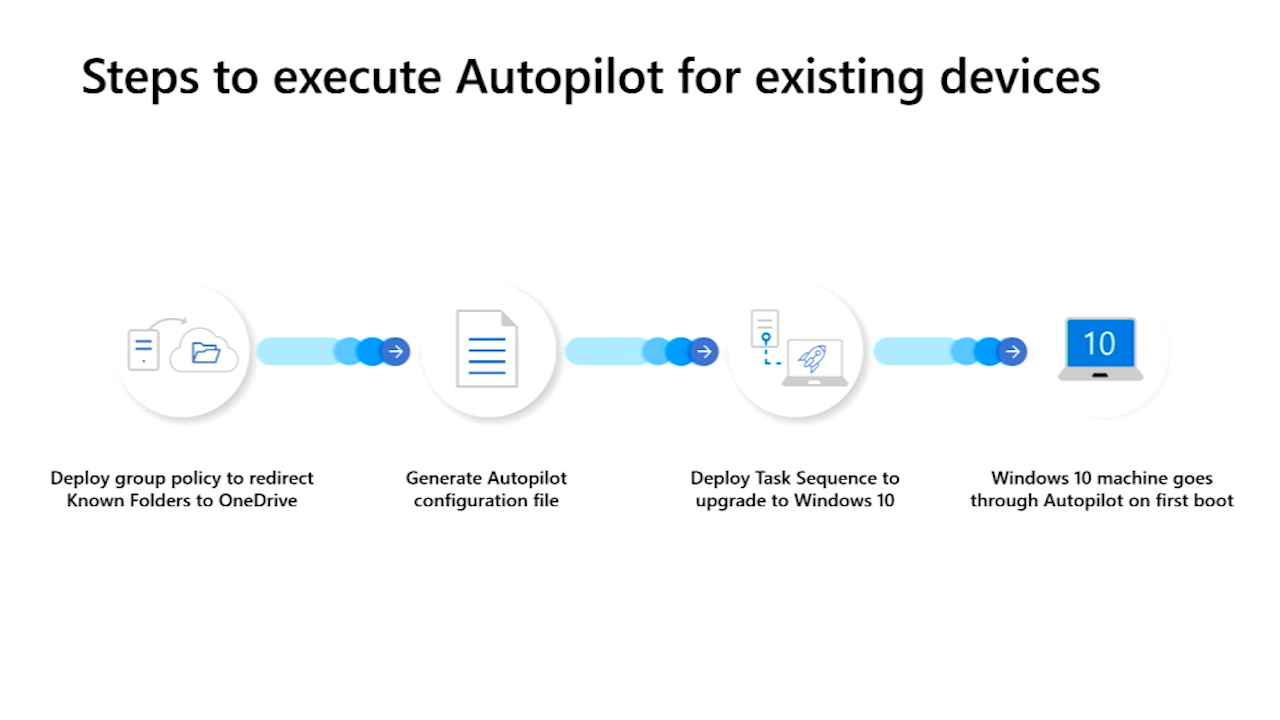 Steps to execute Autopilot for existing devices
10
Deploy group policy to redirect
Known Folders to OneDrive
Generate Autopilot
configuration file
Deploy Task Sequence to
upgrade to Windows 10
Windows 10 machine goes
through Autopilot on first boot